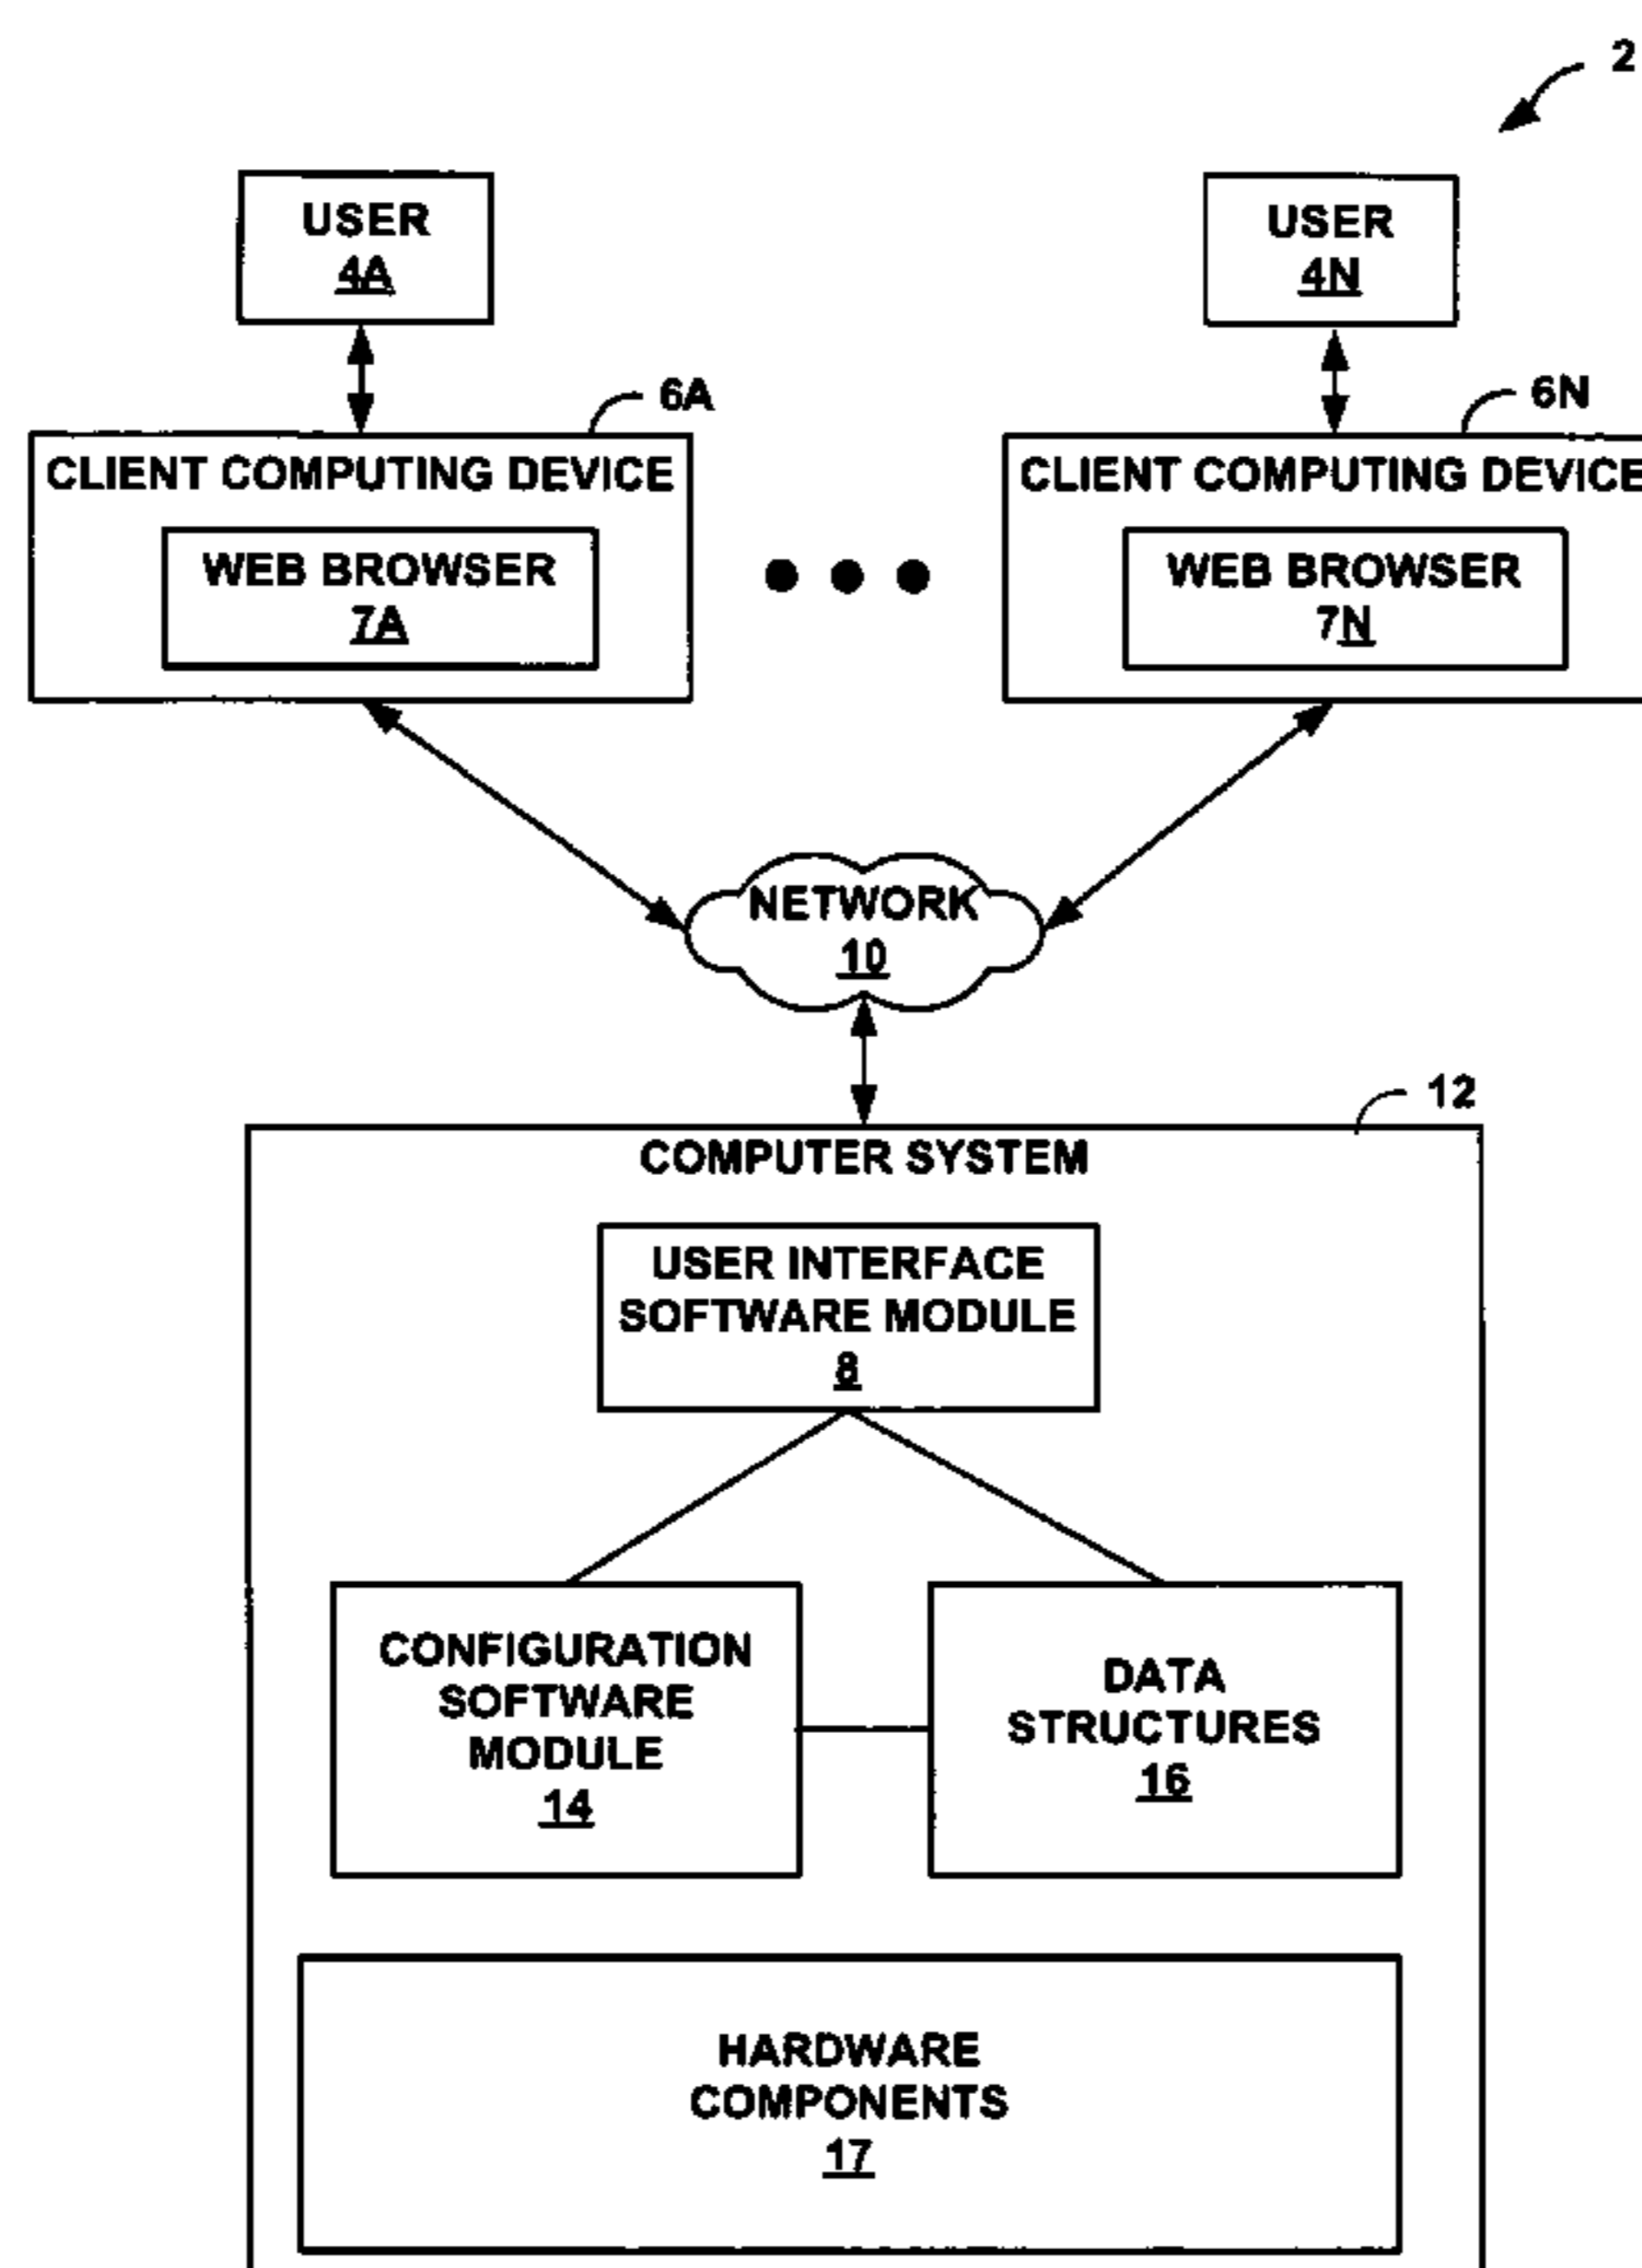 2
USER
4A
USER
4N
6A
6N
CLIENT COMPUTING DEVICE
WEB BROWSER
7A
CLIENT COMPUTING DEVICE
WEB BROWSER
7N
NETWORK
10
12
COMPUTER SYSTEM
USER INTERFACE
SOFTWARE MODULE
8
CONFIGURATION
SOFTWARE
MODULE
14
DATA
STRUCTURES
16
HARDWARE
COMPONENTS
17